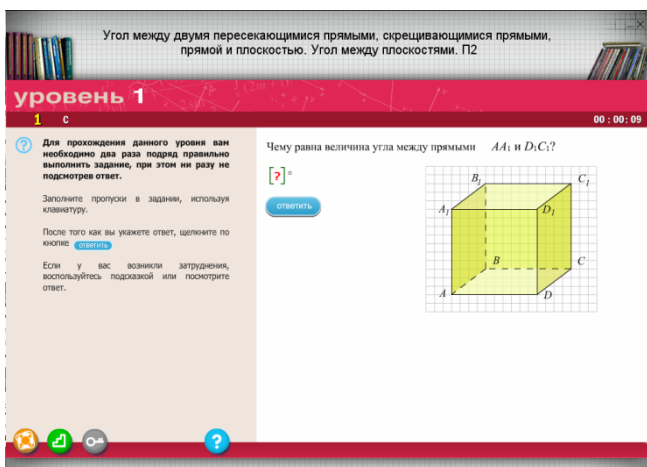 Угол между двумя пересекающимися прямыми, скрещивающимися прямыми,
прямой и плоскостью. Угол между плоскостями. П2
уровень 1
1 С
00 : 00 : 09
Для прохождения данного уровня вам
необходимо два раза подряд правильно
выполнить задание, при этом ни разу не
подсмотрев ответ.
Заполните пропуски в задании, используя
клавиатуру.
После того как вы укажете ответ, щелкните по
кнопке ответить
Если у вас возникли затруднения,
воспользуйтесь подсказкой или посмотрите
ответ.
Чему равна величина угла между прямыми AA₁ и D₁C₁?
[?]°
ответить
B₁
C₁
A₁
D₁
B
C
A
D
?
?